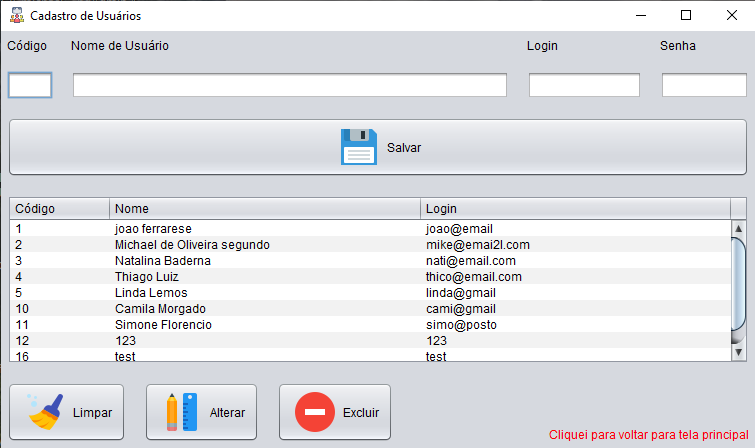 Cadastro de Usuários
Código Nome de Usuário Login Senha
Salvar
Código Nome Login
1 joao ferrarese joao@email
2 Michael de Oliveira segundo mike@emai2l.com
3 Natalina Baderna nati@email.com
4 Thiago Luiz thico@email.com
5 Linda Lemos linda@gmail
10 Camila Morgado cami@gmail
11 Simone Florencio simo@posto
12 123 123
16 test test
Limpar Alterar Excluir
Cliquei para voltar para tela principal